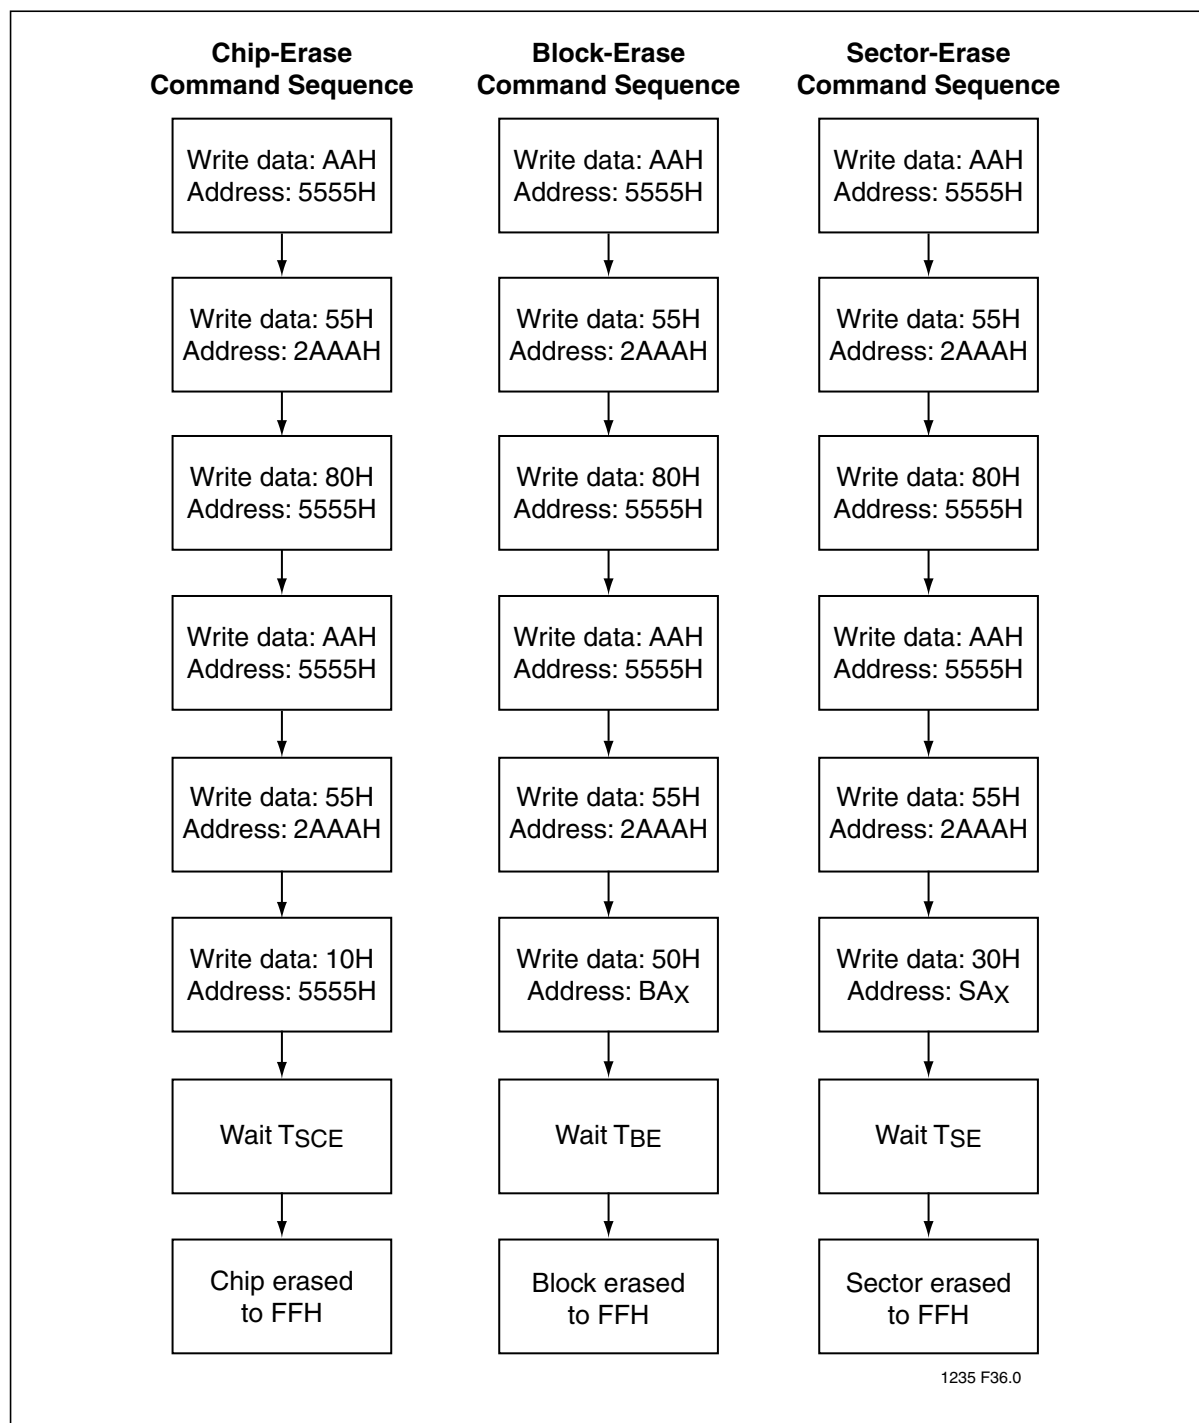 Chip-Erase
Command Sequence
Write data: AAH
Address: 5555H
Write data: 55H
Address: 2AAAH
Write data: 80H
Address: 5555H
Write data: AAH
Address: 5555H
Write data: 55H
Address: 2AAAH
Write data: 10H
Address: 5555H
Wait TSCE
Chip erased
to FFH
Block-Erase
Command Sequence
Write data: AAH
Address: 5555H
Write data: 55H
Address: 2AAAH
Write data: 80H
Address: 5555H
Write data: AAH
Address: 5555H
Write data: 55H
Address: 2AAAH
Write data: 50H
Address: BAX
Wait TBE
Block erased
to FFH
Sector-Erase
Command Sequence
Write data: AAH
Address: 5555H
Write data: 55H
Address: 2AAAH
Write data: 80H
Address: 5555H
Write data: AAH
Address: 5555H
Write data: 55H
Address: 2AAAH
Write data: 30H
Address: SAX
Wait TSE
Sector erased
to FFH
1235 F36.0